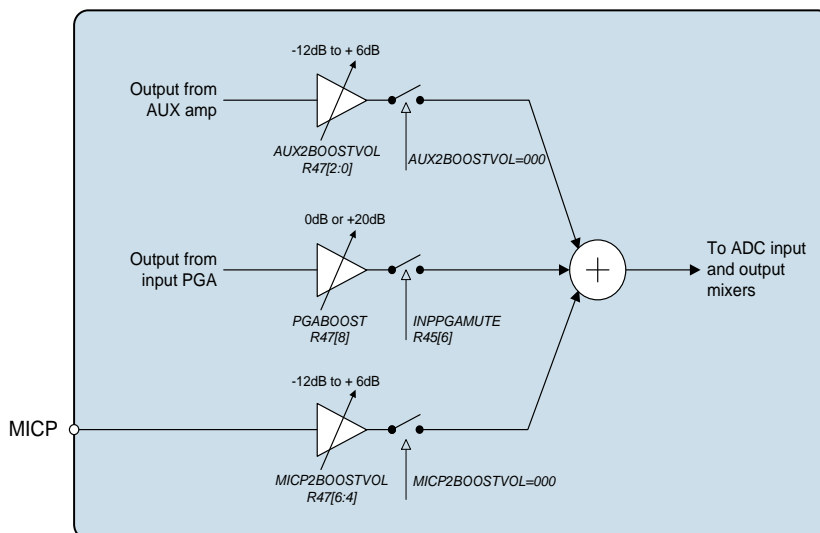 -12dB to + 6dB
Output from
AUX amp
AUX2BOOSTVOL
R47[2:0]
AUX2BOOSTVOL=000
0dB or +20dB
Output from
input PGA
PGABOOST
R47[8]
INPPGAMUTE
R45[6]
To ADC input
and output
mixers
-12dB to + 6dB
MICP
MICP2BOOSTVOL
R47[6:4]
MICP2BOOSTVOL=000